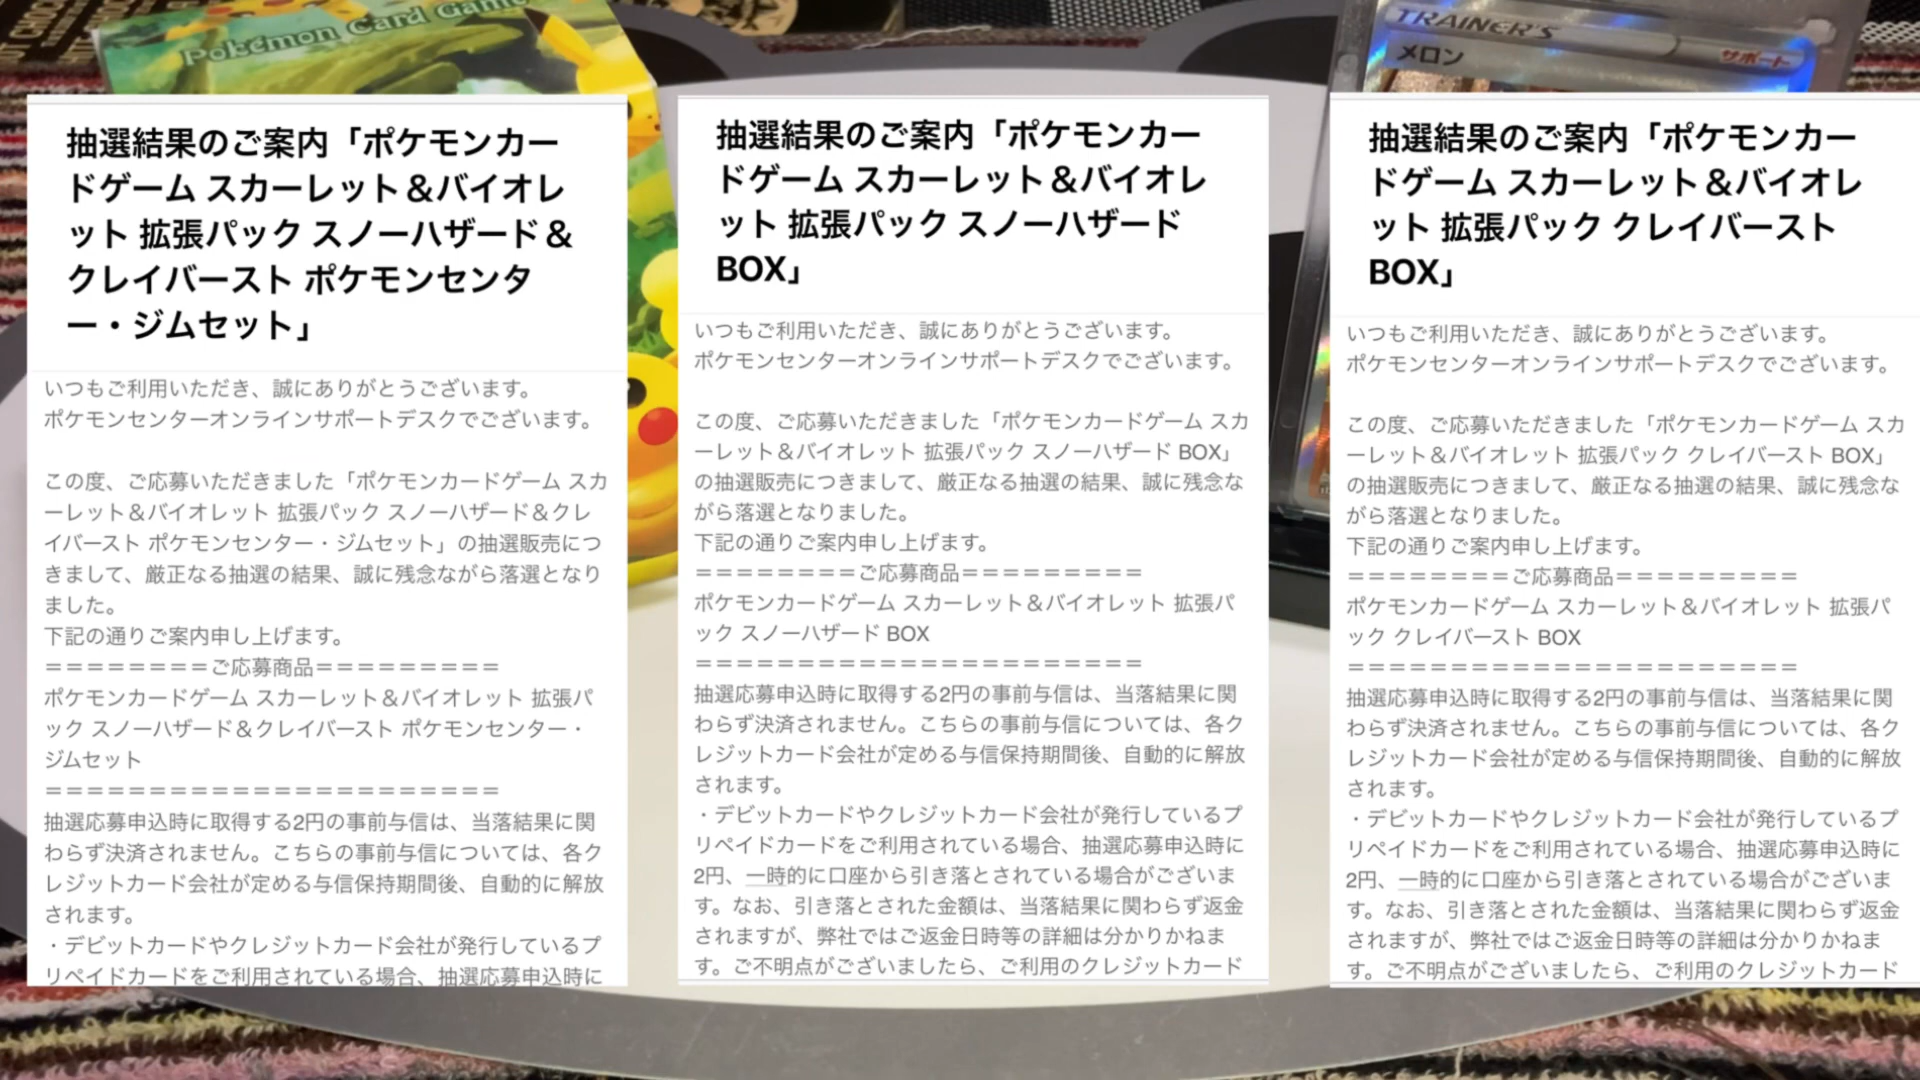 Pokémon Card Game
TRAINER'S
メロン
サポート
抽選結果のご案内「ポケモンカー
ドゲーム スカーレット＆バイオレ
ット 拡張パック スノーハザード＆
クレイバースト ポケモンセンタ
ー・ジムセット」
いつもご利用いただき、誠にありがとうございます。
ポケモンセンターオンラインサポートデスクでございます。
この度、ご応募いただきました「ポケモンカードゲーム スカ
ーレット＆バイオレット 拡張パック スノーハザード＆クレ
イバースト ポケモンセンター・ジムセット」の抽選販売につ
きまして、厳正なる抽選の結果、誠に残念ながら落選となり
ました。
下記の通りご案内申し上げます。
＝＝＝＝＝＝＝＝ご応募商品＝＝＝＝＝＝＝＝＝
ポケモンカードゲーム スカーレット＆バイオレット 拡張パ
ック スノーハザード＆クレイバースト ポケモンセンター・
ジムセット
＝＝＝＝＝＝＝＝＝＝＝＝＝＝＝＝＝＝＝＝＝＝
抽選応募申込時に取得する2円の事前与信は、当落結果に関
わらず決済されません。こちらの事前与信については、各ク
レジットカード会社が定める与信保持期間後、自動的に解放
されます。
・デビットカードやクレジットカード会社が発行しているプ
リペイドカードをご利用されている場合、抽選応募申込時に
抽選結果のご案内「ポケモンカー
ドゲーム スカーレット＆バイオレ
ット 拡張パック スノーハザード
BOX」
いつもご利用いただき、誠にありがとうございます。
ポケモンセンターオンラインサポートデスクでございます。
この度、ご応募いただきました「ポケモンカードゲーム スカ
ーレット＆バイオレット 拡張パック スノーハザード BOX」
の抽選販売につきまして、厳正なる抽選の結果、誠に残念な
がら落選となりました。
下記の通りご案内申し上げます。
＝＝＝＝＝＝＝＝ご応募商品＝＝＝＝＝＝＝＝＝
ポケモンカードゲーム スカーレット＆バイオレット 拡張パ
ック スノーハザード BOX
＝＝＝＝＝＝＝＝＝＝＝＝＝＝＝＝＝＝＝＝＝＝
抽選応募申込時に取得する2円の事前与信は、当落結果に関
わらず決済されません。こちらの事前与信については、各ク
レジットカード会社が定める与信保持期間後、自動的に解放
されます。
・デビットカードやクレジットカード会社が発行しているプ
リペイドカードをご利用されている場合、抽選応募申込時に
2円、一時的に口座から引き落とされている場合がございま
す。なお、引き落とされた金額は、当落結果に関わらず返金
されますが、弊社ではご返金日時等の詳細は分かりかねま
す。ご不明点がございましたら、ご利用のクレジットカード
抽選結果のご案内「ポケモンカー
ドゲーム スカーレット＆バイオレ
ット 拡張パック クレイバースト
BOX」
いつもご利用いただき、誠にありがとうございます。
ポケモンセンターオンラインサポートデスクでございます。
この度、ご応募いただきました「ポケモンカードゲーム スカ
ーレット＆バイオレット 拡張パック クレイバースト BOX」
の抽選販売につきまして、厳正なる抽選の結果、誠に残念な
がら落選となりました。
下記の通りご案内申し上げます。
＝＝＝＝＝＝＝＝ご応募商品＝＝＝＝＝＝＝＝＝
ポケモンカードゲーム スカーレット＆バイオレット 拡張パ
ック クレイバースト BOX
＝＝＝＝＝＝＝＝＝＝＝＝＝＝＝＝＝＝＝＝＝＝
抽選応募申込時に取得する2円の事前与信は、当落結果に関
わらず決済されません。こちらの事前与信については、各ク
レジットカード会社が定める与信保持期間後、自動的に解放
されます。
・デビットカードやクレジットカード会社が発行しているプ
リペイドカードをご利用されている場合、抽選応募申込時に
2円、一時的に口座から引き落とされている場合がございま
す。なお、引き落とされた金額は、当落結果に関わらず返金
されますが、弊社ではご返金日時等の詳細は分かりかねま
す。ご不明点がございましたら、ご利用のクレジットカード